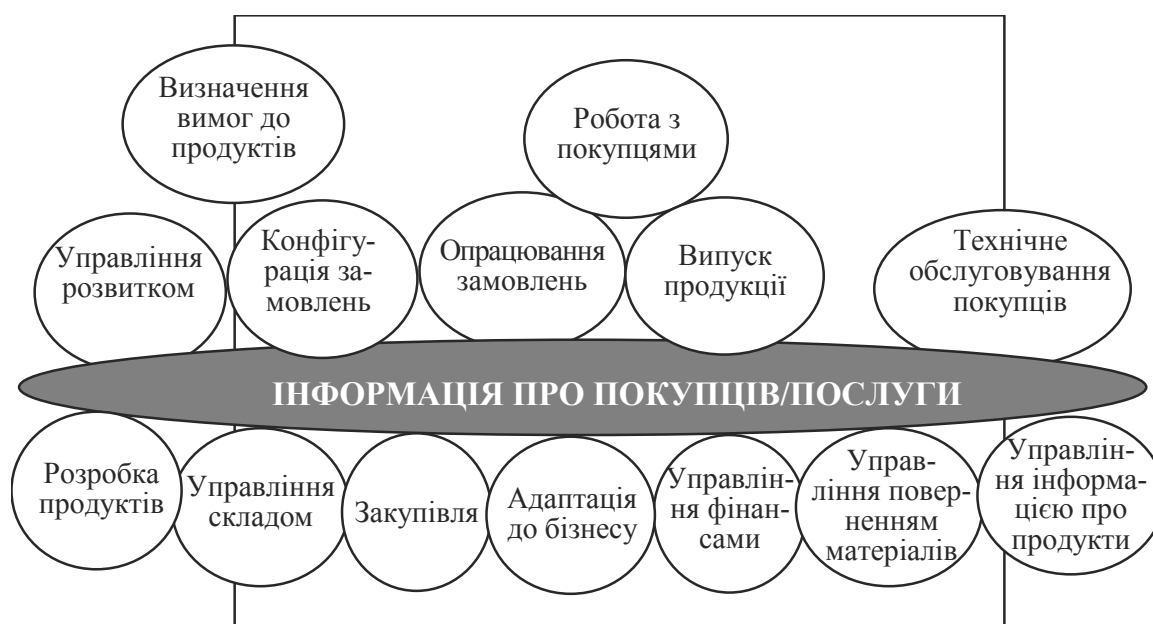 Визначення
вимог до
продуктів
Робота з
покупцями
Управління
розвитком
Конфігу-
рація за-
мовлень
Опрацювання
замовлень
Випуск
продукції
Технічне
обслуговування
покупців
ІНФОРМАЦІЯ ПРО ПОКУПЦІВ/ПОСЛУГИ
Розробка
продуктів
Управління
складом
Закупівля
Адаптація
до бізнесу
Управлін-
ня фінан-
сами
Управ-
ління повер-
ненням
матеріалів
Управлін-
ня інформа-
цією про
продукти